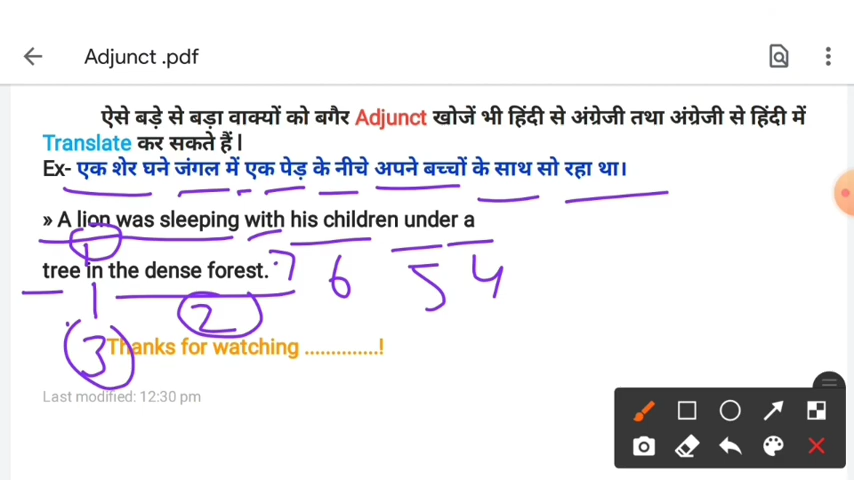 Adjunct .pdf
ऐसे बड़े से बड़ा वाक्यों को बगैर Adjunct खोजें भी हिंदी से अंग्रेजी तथा अंग्रेजी से हिंदी में
Translate कर सकते हैं l
Ex- एक शेर घने जंगल में एक पेड़ के नीचे अपने बच्चों के साथ सो रहा था।
» A lion was sleeping with his children under a
tree in the dense forest.
1 7 6 5 4
1 2
3
Thanks for watching ..............!
Last modified: 12:30 pm